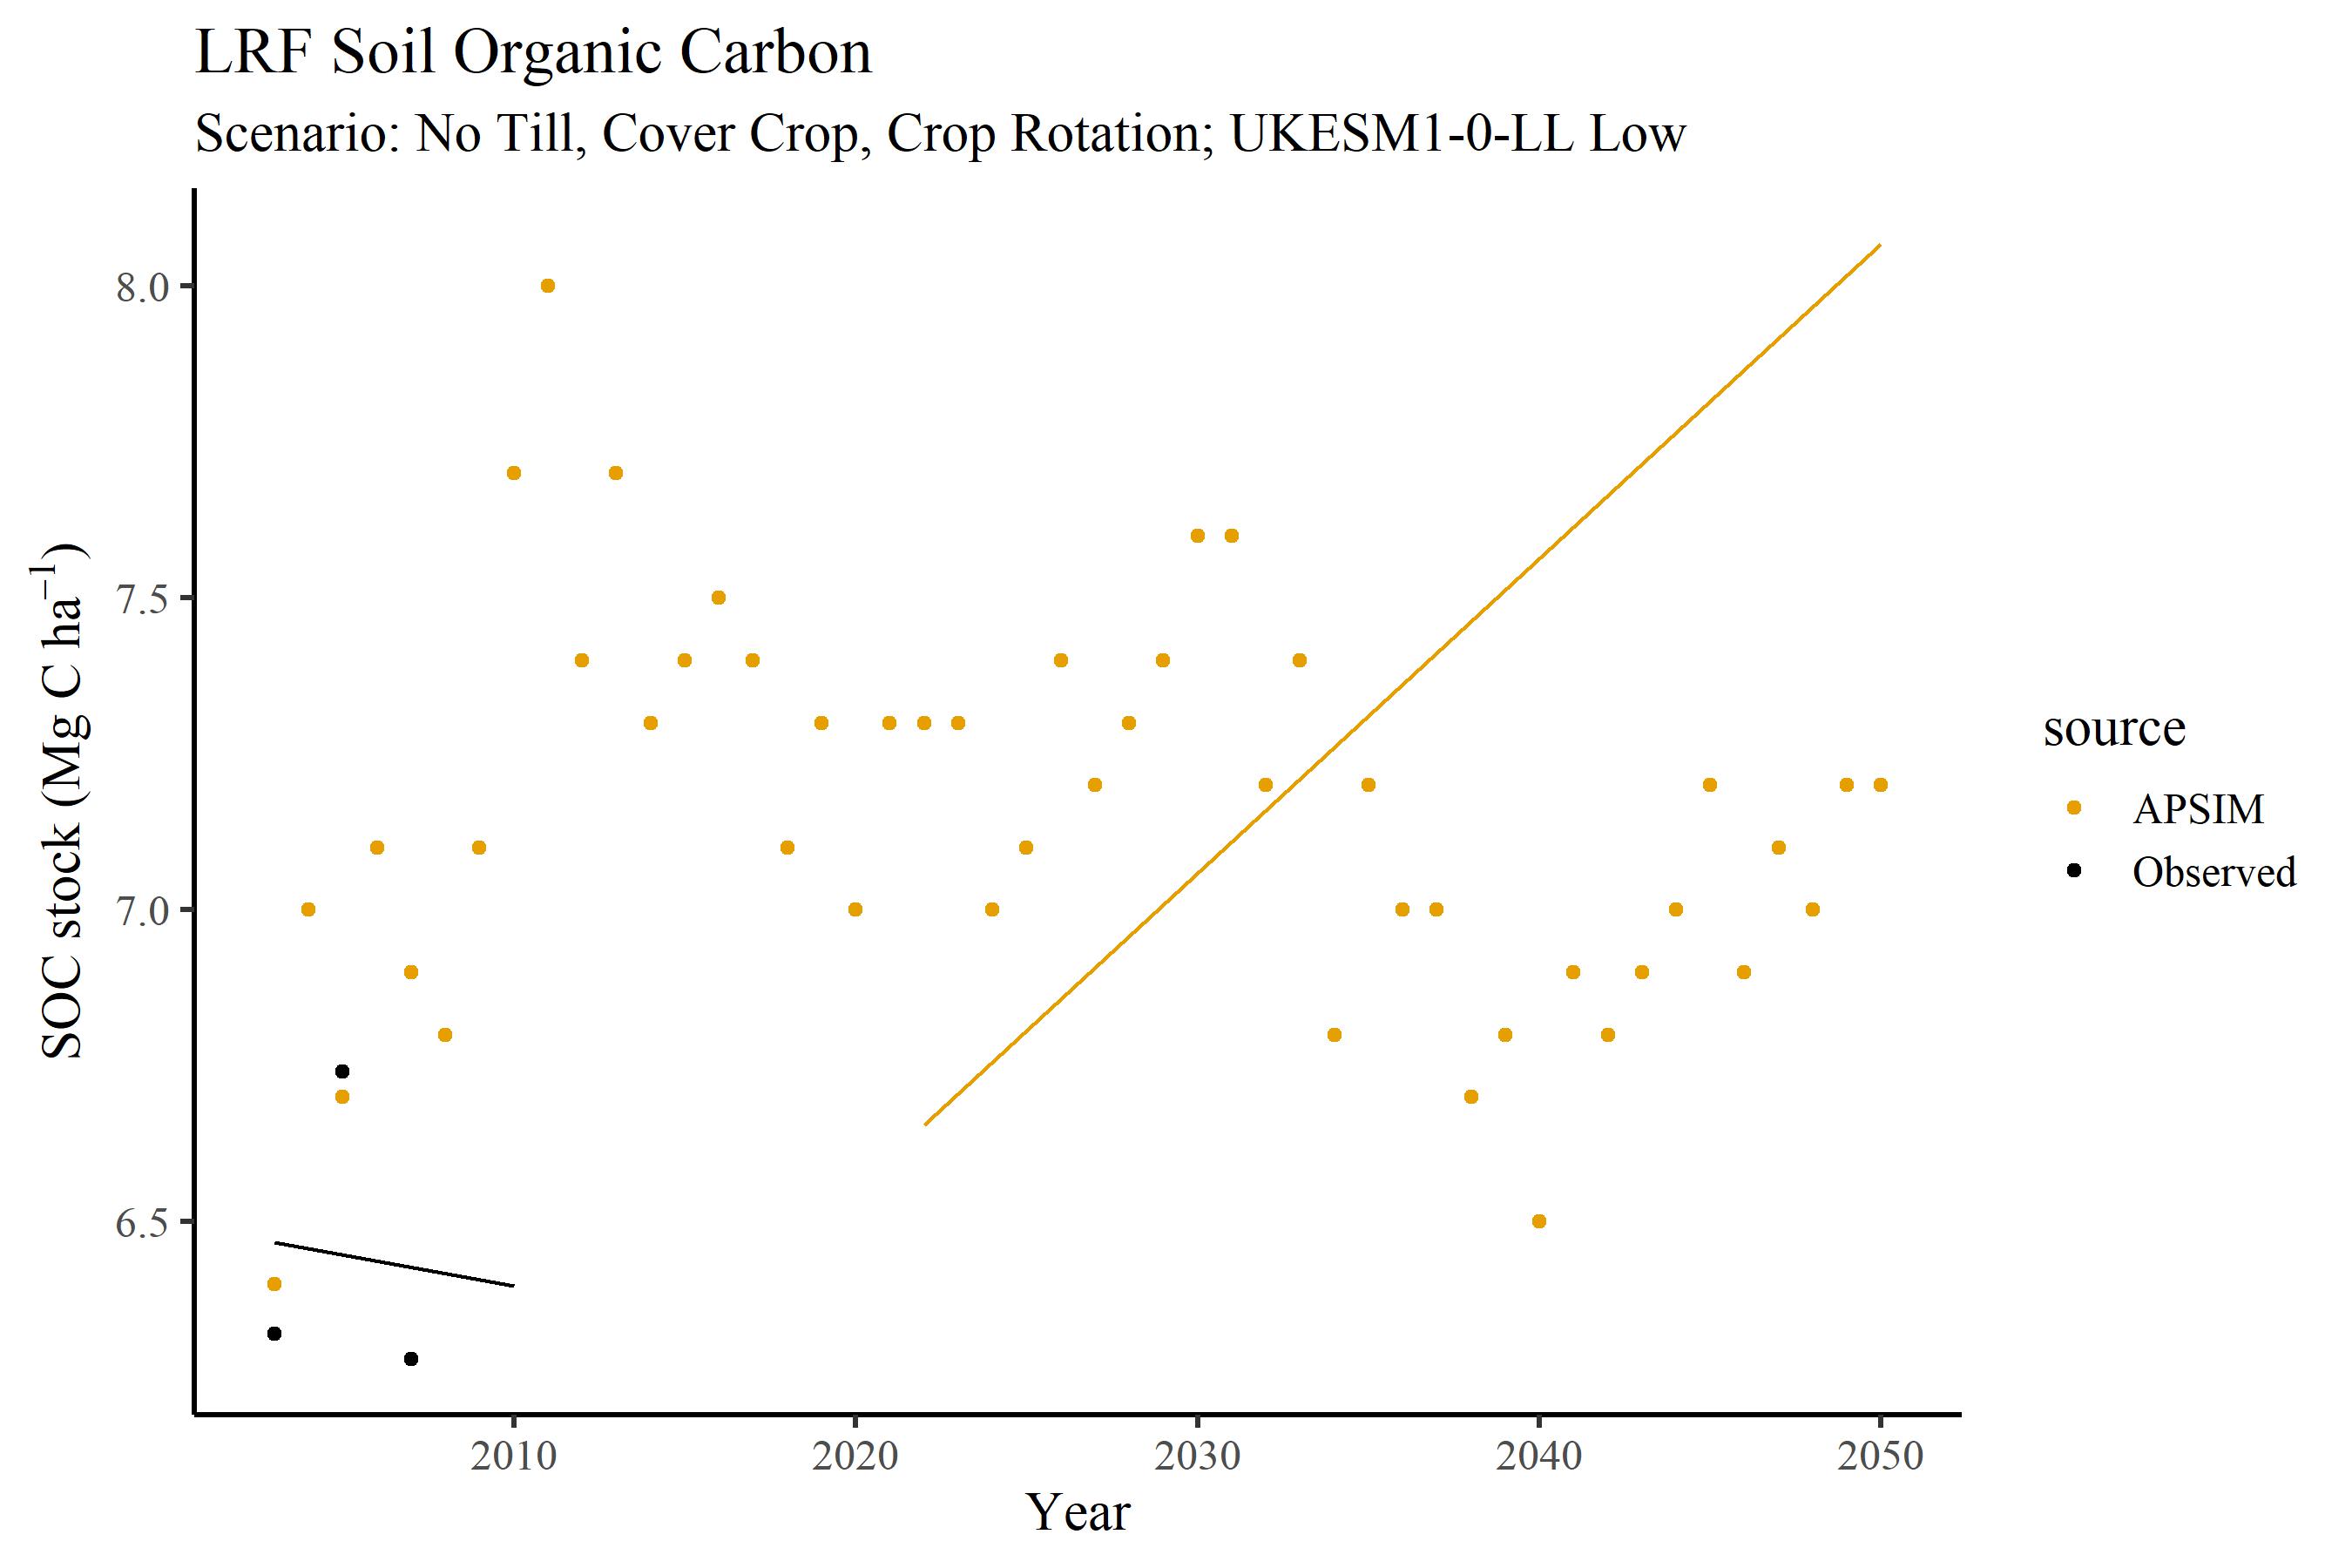 LRF Soil Organic Carbon
Scenario: No Till, Cover Crop, Crop Rotation; UKESM1-0-LL Low
SOC stock (Mg C ha⁻¹)
8.0
7.5
7.0
6.5
2010 2020 2030 2040 2050
Year
source
APSIM
Observed